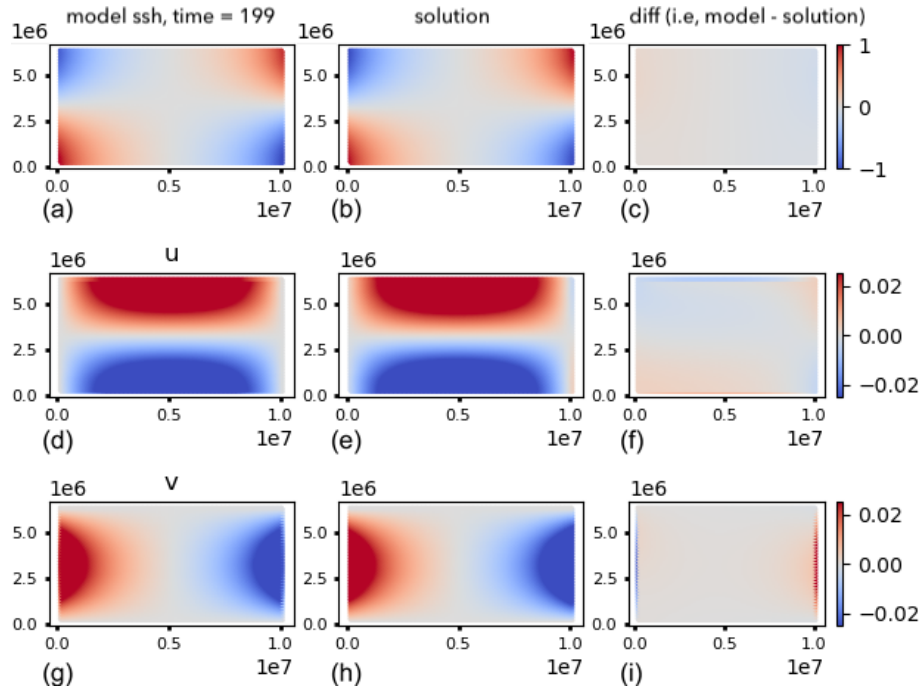 model ssh, time = 199
solution
diff (i.e, model - solution)
1e6
1e6
1e6
5.0
2.5
0.0
5.0
2.5
0.0
5.0
2.5
0.0
1
0
−1
0.0 0.5 1.0
0.0 0.5 1.0
0.0 0.5 1.0
(a) 1e7
(b) 1e7
(c) 1e7
u
1e6
1e6
1e6
5.0
2.5
0.0
5.0
2.5
0.0
5.0
2.5
0.0
0.02
0.00
−0.02
0.0 0.5 1.0
0.0 0.5 1.0
0.0 0.5 1.0
(d) 1e7
(e) 1e7
(f) 1e7
v
1e6
1e6
1e6
5.0
2.5
0.0
5.0
2.5
0.0
5.0
2.5
0.0
0.02
0.00
−0.02
0.0 0.5 1.0
0.0 0.5 1.0
0.0 0.5 1.0
(g) 1e7
(h) 1e7
(i) 1e7